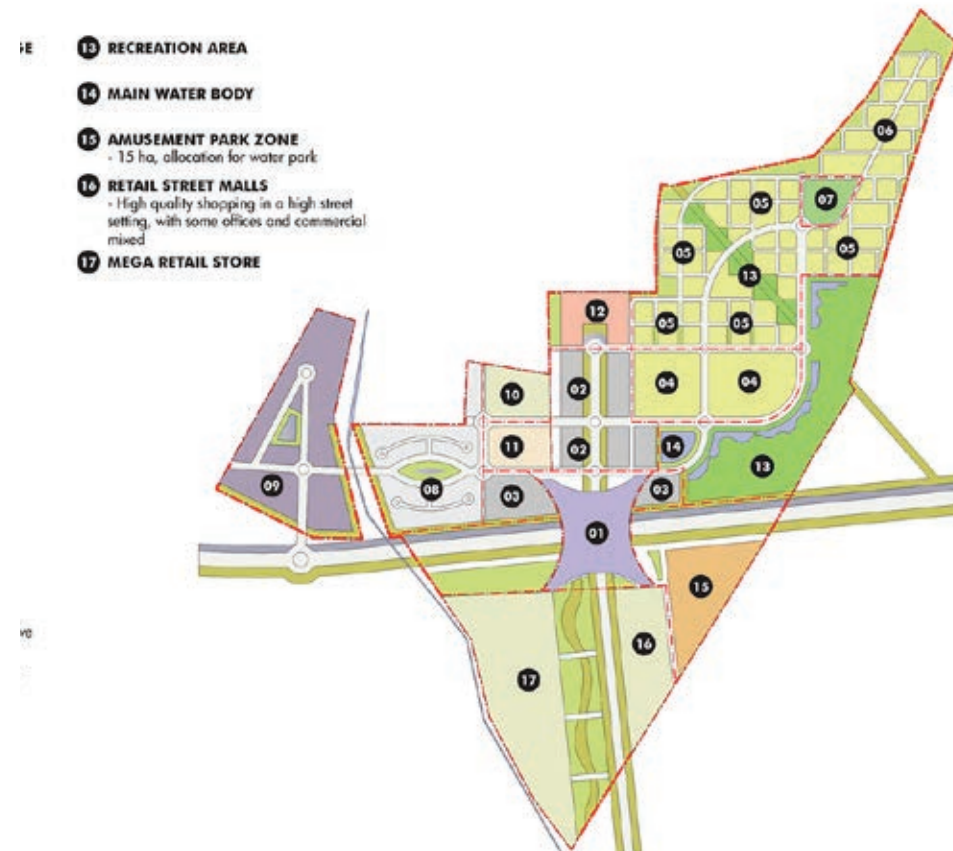 13 RECREATION AREA
14 MAIN WATER BODY
15 AMUSEMENT PARK ZONE
- 15 ha, allocation for water park
16 RETAIL STREET MALLS
- High quality shopping in a high street
setting, with some offices and commercial
mixed
17 MEGA RETAIL STORE
06
05
07
05
05
13
12
05
05
02
04
04
10
11
02
14
13
09
08
03
03
01
15
16
17